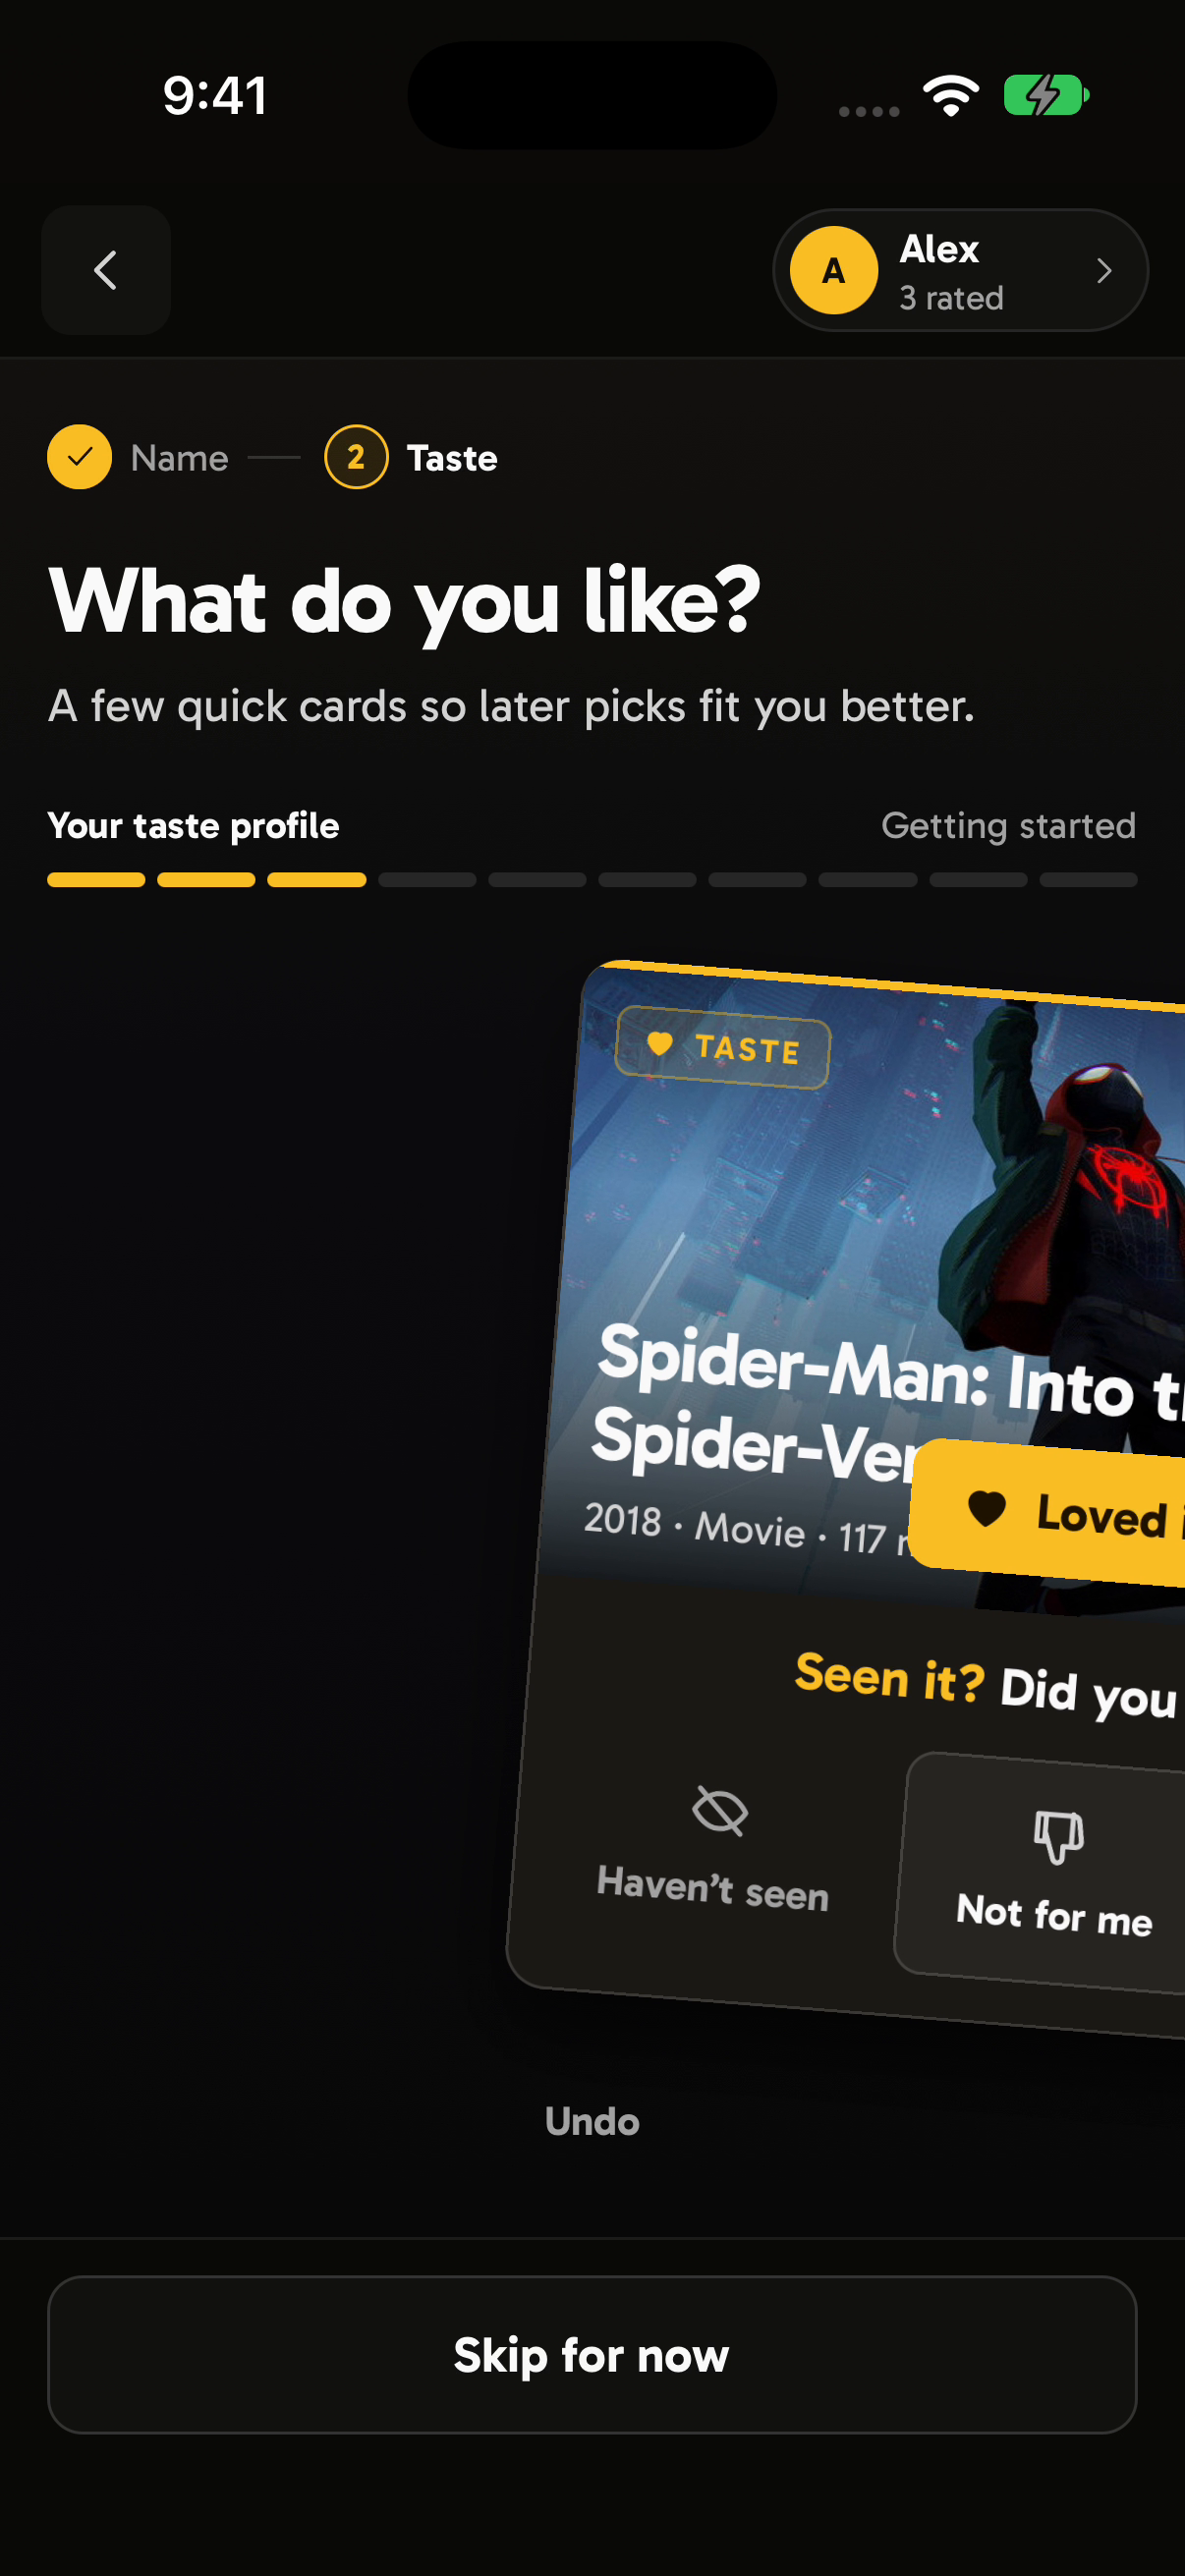 9:41
A
Alex
3 rated
Name
2
Taste
What do you like?
A few quick cards so later picks fit you better.
Your taste profile
Getting started
TASTE
Spider-Man: Into
Spider-Ver
2018 · Movie · 117
Loved
Seen it? Did you
Haven’t seen
Not for me
Undo
Skip for now